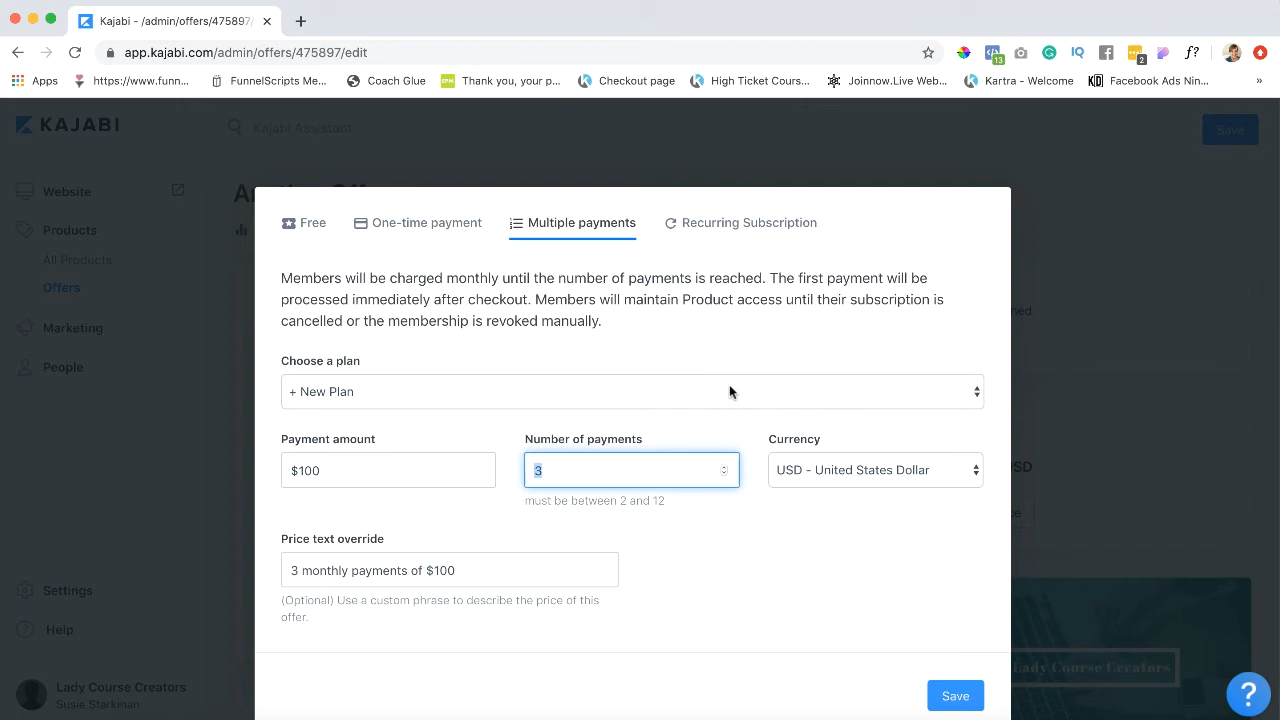 Kajabi - /admin/offers/475897/
app.kajabi.com/admin/offers/475897/edit
13
2
Apps
https://www.funn...
FunnelScripts Me...
Coach Glue
Thank you, your p...
Checkout page
High Ticket Cours...
Joinnow.Live Web...
Kartra - Welcome
Facebook Ads Nin...
KAJABI
Kajabi Assistant
Save
Website
Products
All Products
Offers
Marketing
People
Settings
Help
Lady Course Creators
Susie Starkman
Free
One-time payment
Multiple payments
Recurring Subscription
Members will be charged monthly until the number of payments is reached. The first payment will be
processed immediately after checkout. Members will maintain Product access until their subscription is
cancelled or the membership is revoked manually.
Choose a plan
+ New Plan
Payment amount
Number of payments
Currency
$100
3
USD - United States Dollar
must be between 2 and 12
Price text override
3 monthly payments of $100
(Optional) Use a custom phrase to describe the price of this
offer.
Save
Lady Course Creators
?